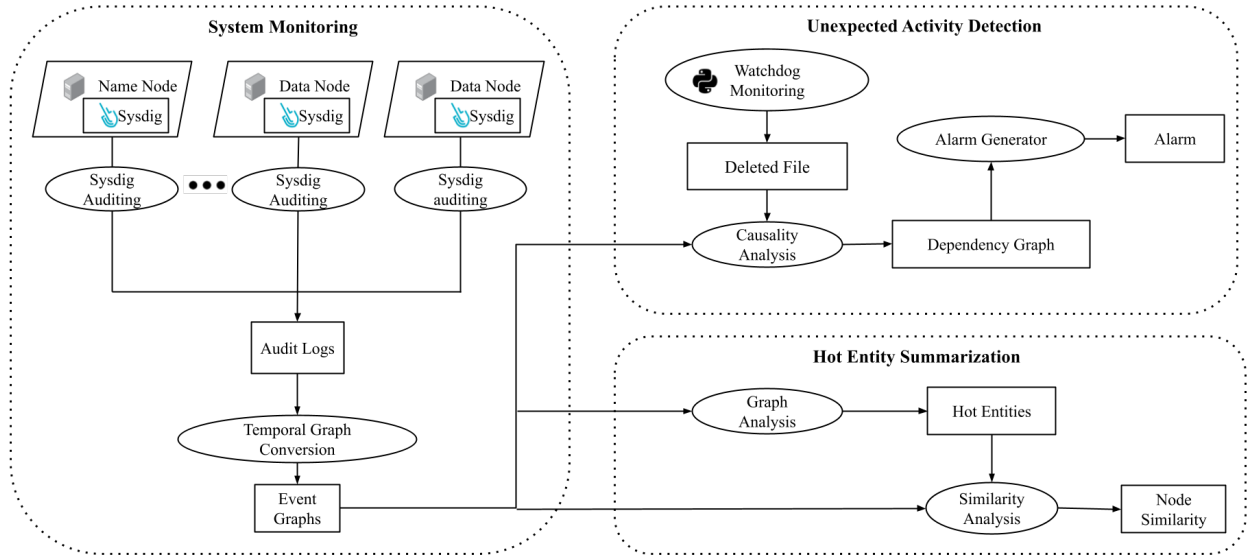 System Monitoring
Name Node
Sysdig
Data Node
Sysdig
Data Node
Sysdig
Sysdig
Auditing
Sysdig
Auditing
Sysdig
auditing
Audit Logs
Temporal Graph
Conversion
Event
Graphs
Unexpected Activity Detection
Watchdog
Monitoring
Deleted File
Causality
Analysis
Dependency Graph
Alarm Generator
Alarm
Hot Entity Summarization
Graph
Analysis
Hot Entities
Similarity
Analysis
Node
Similarity